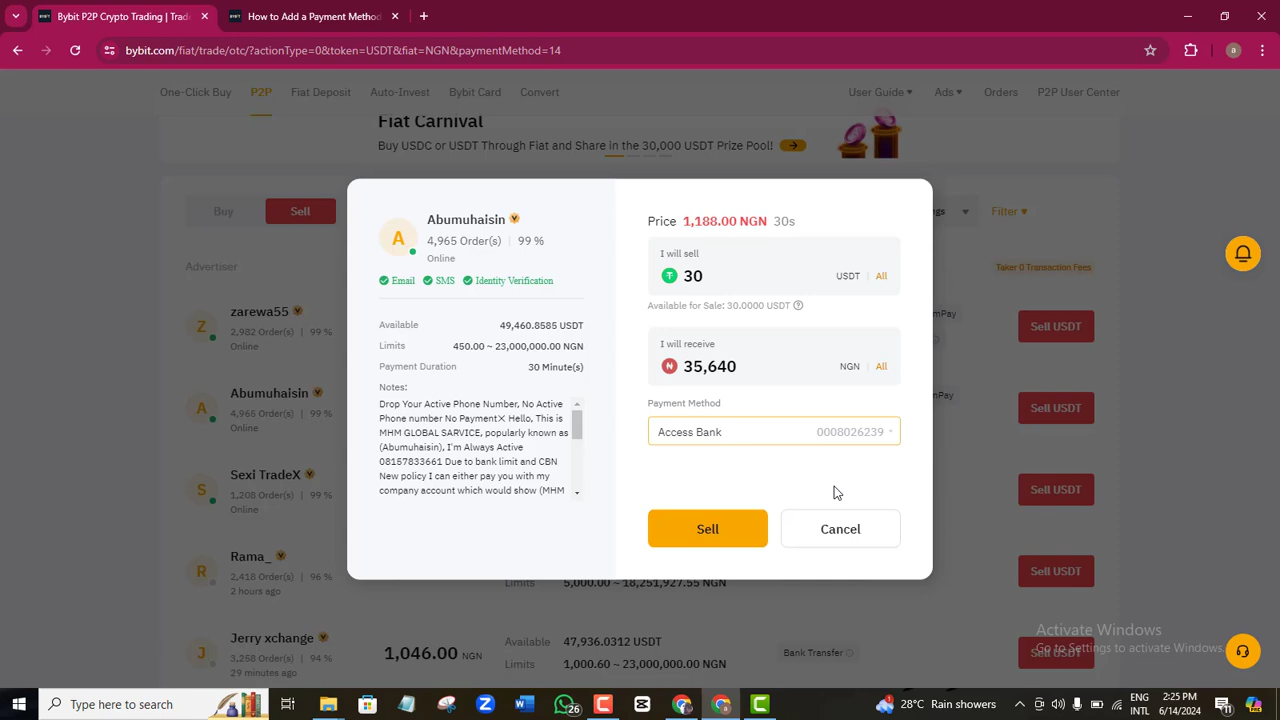 Bybit P2P Crypto Trading | Trade
How to Add a Payment Method
bybit.com/fiat/trade/otc/?actionType=0&token=USDT&fiat=NGN&paymentMethod=14
a
One-Click Buy
P2P
Fiat Deposit
Auto-Invest
Bybit Card
Convert
User Guide
Ads
Orders
P2P User Center
Fiat Carnival
Buy USDC or USDT Through Fiat and Share in the 30,000 USDT Prize Pool!
Buy
Sell
Filter
Advertiser
Taker 0 Transaction Fees
Z
zarewa55
2,982 Order(s) | 99 %
Online
Sell USDT
A
Abumuhaisin
4,965 Order(s) | 99 %
Online
Sell USDT
S
Sexi TradeX
1,208 Order(s) | 99 %
Online
Sell USDT
R
Rama_
2,418 Order(s) | 96 %
2 hours ago
Limits 5,000.00 ~ 18,251,927.55 NGN
Sell USDT
J
Jerry xchange
3,258 Order(s) | 94 %
29 minutes ago
1,046.00 NGN
Available 47,936.0312 USDT
Limits 1,000.60 ~ 23,000,000.00 NGN
Bank Transfer
Sell USDT
A
Abumuhaisin
4,965 Order(s) | 99 %
Online
Email
SMS
Identity Verification
Available 49,460.8585 USDT
Limits 450.00 ~ 23,000,000.00 NGN
Payment Duration 30 Minute(s)
Notes:
Drop Your Active Phone Number, No Active
Phone number No Payment✕ Hello, This is
MHM GLOBAL SARVICE, popularly known as
(Abumuhaisin), I'm Always Active
08157833661 Due to bank limit and CBN
New policy I can either pay you with my
company account which would show (MHM
Price 1,188.00 NGN 30s
I will sell
30 USDT | All
Available for Sale: 30.0000 USDT
I will receive
35,640 NGN | All
Payment Method
Access Bank 0008026239
Sell
Cancel
Activate Windows
Go to Settings to activate Windows.
Type here to search
26
28°C Rain showers
ENG
INTL
2:25 PM
6/14/2024